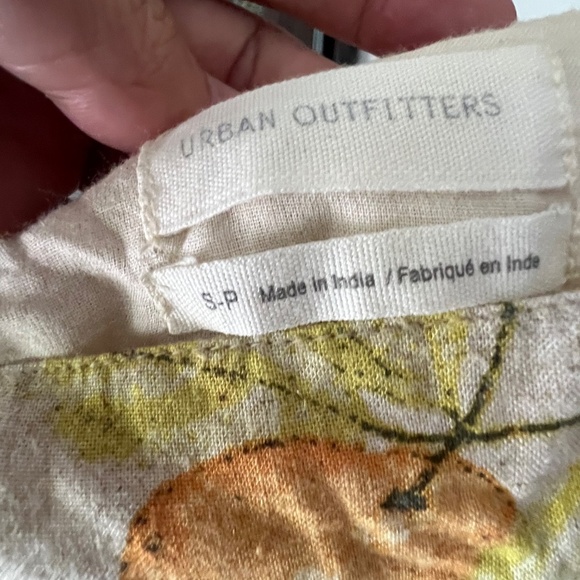 URBAN OUTFITTERS
S-P Made in India / Fabriqué en Inde